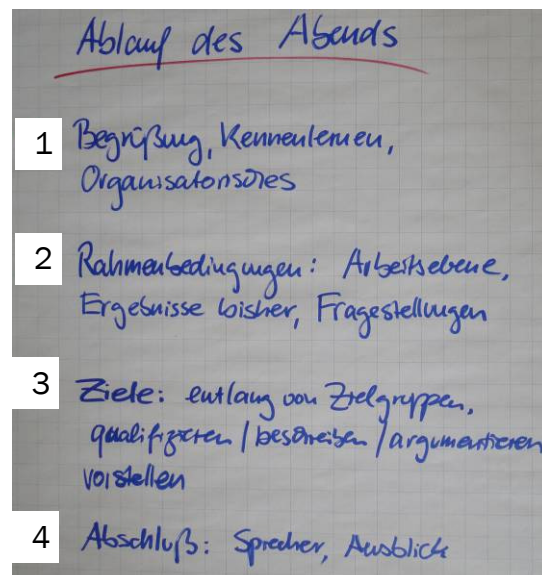 Ablauf des Abends
1 Begrüßung, Kennenlernen,
Organisatorisches
2 Rahmenbedingungen: Arbeitsebene,
Ergebnisse bisher, Fragestellungen
3 Ziele: entlang von Zielgruppen,
qualifizieren / beschreiben / argumentieren
vorstellen
4 Abschluß: Sprecher, Ausblick